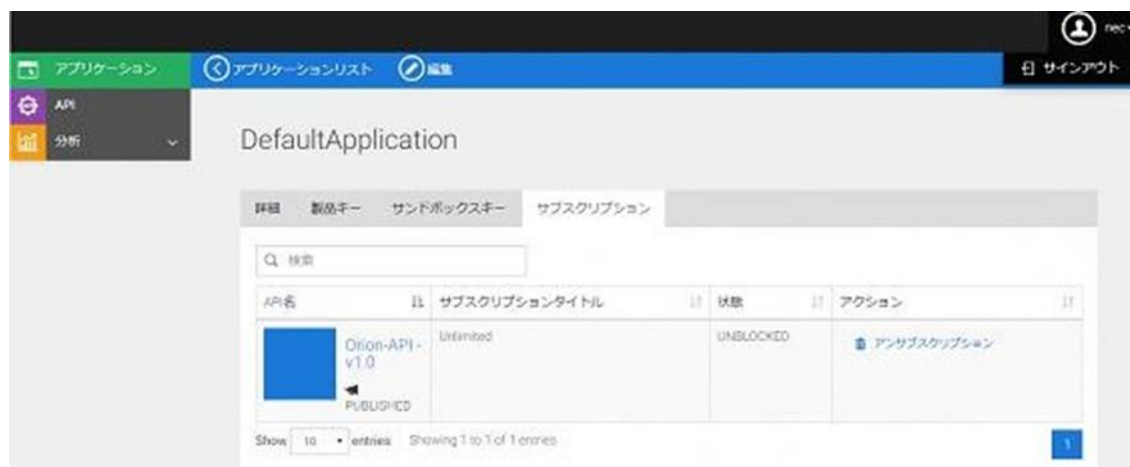 nec
アプリケーション
アプリケーションリスト
編集
サインアウト
API
分析
DefaultApplication
詳細
製品キー
サンドボックスキー
サブスクリプション
検索
API名
サブスクリプションタイトル
状態
アクション
Orion-API -
v1.0
PUBLISHED
Unlimited
UNBLOCKED
アンサブスクリプション
Show 10 entries
Showing 1 to 1 of 1 entries
1